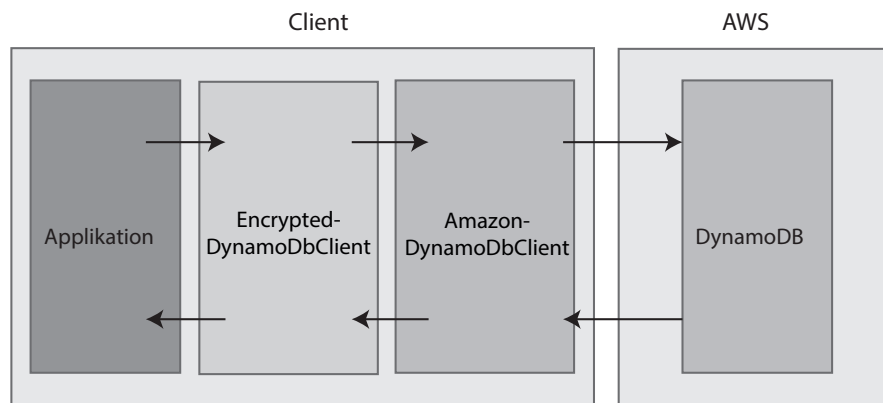 Client
AWS
Applikation
Encrypted-
DynamoDbClient
Amazon-
DynamoDbClient
DynamoDB